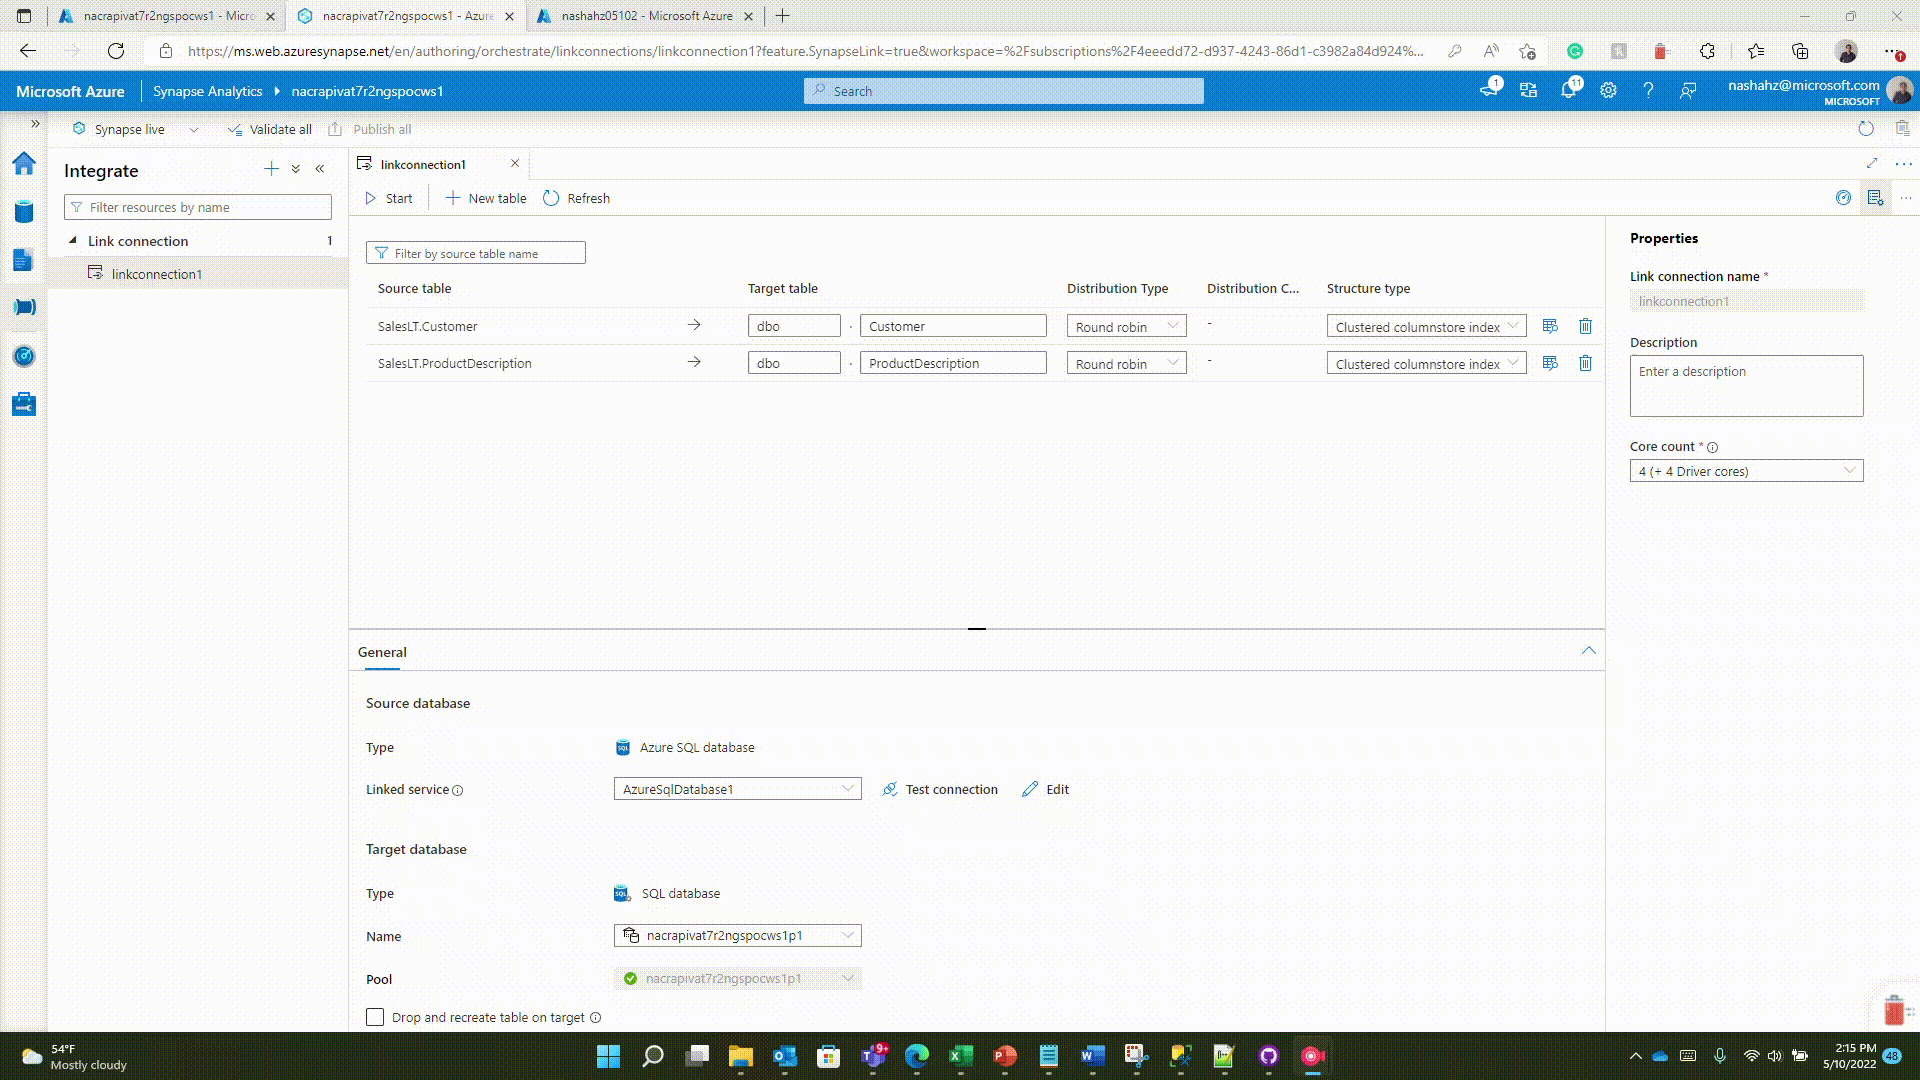 nacrapivat7r2ngspocws1 - Micro
nacrapivat7r2ngspocws1 - Azure
nashahz05102 - Microsoft Azure
https://ms.web.azuresynapse.net/en/authoring/orchestrate/linkconnections/linkconnection1?feature.SynapseLink=true&workspace=%2Fsubscriptions%2F4eeedd72-d937-4243-86d1-c3982a84d924%...
Microsoft Azure
Synapse Analytics
nacrapivat7r2ngspocws1
Search
1
11
nashahz@microsoft.com
MICROSOFT
Synapse live
Validate all
Publish all
Integrate
linkconnection1
Start
New table
Refresh
Filter resources by name
Link connection
1
linkconnection1
Filter by source table name
Source table
Target table
Distribution Type
Distribution C...
Structure type
SalesLT.Customer
dbo
.
Customer
Round robin
-
Clustered columnstore index
SalesLT.ProductDescription
dbo
.
ProductDescription
Round robin
-
Clustered columnstore index
Properties
Link connection name *
linkconnection1
Description
Enter a description
Core count *
4 (+ 4 Driver cores)
General
Source database
Type
Azure SQL database
Linked service
AzureSqlDatabase1
Test connection
Edit
Target database
Type
SQL database
Name
nacrapivat7r2ngspocws1p1
Pool
nacrapivat7r2ngspocws1p1
Drop and recreate table on target
54°F
Mostly cloudy
9+
2:15 PM
5/10/2022
48